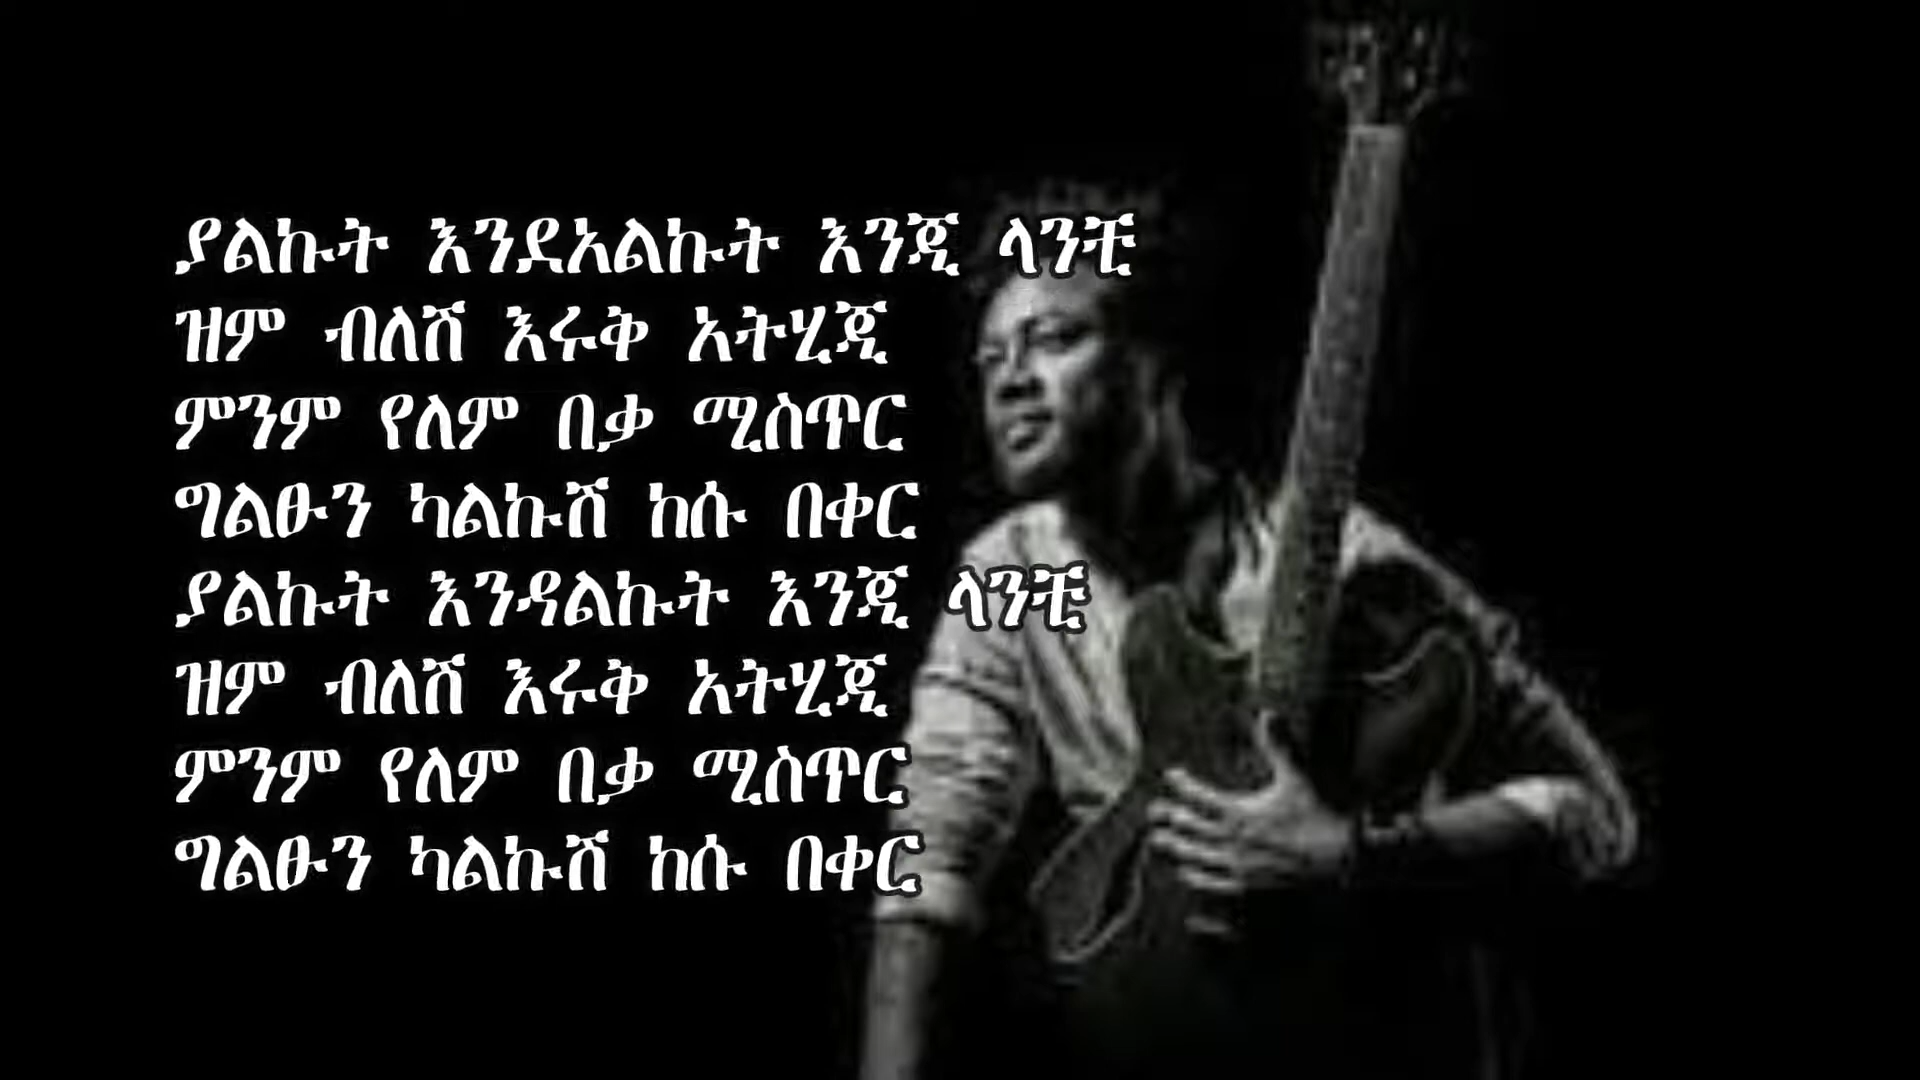 ያልኩት እንደአልኩት እንጂ ላንቺ
ዝም ብለሽ እሩቅ አትሂጂ
ምንም የለም በቃ ሚስጥር
ግልፁን ካልኩሽ ከሱ በቀር
ያልኩት እንዳልኩት እንጂ ላንቺ
ዝም ብለሽ እሩቅ አትሂጂ
ምንም የለም በቃ ሚስጥር
ግልፁን ካልኩሽ ከሱ በቀር